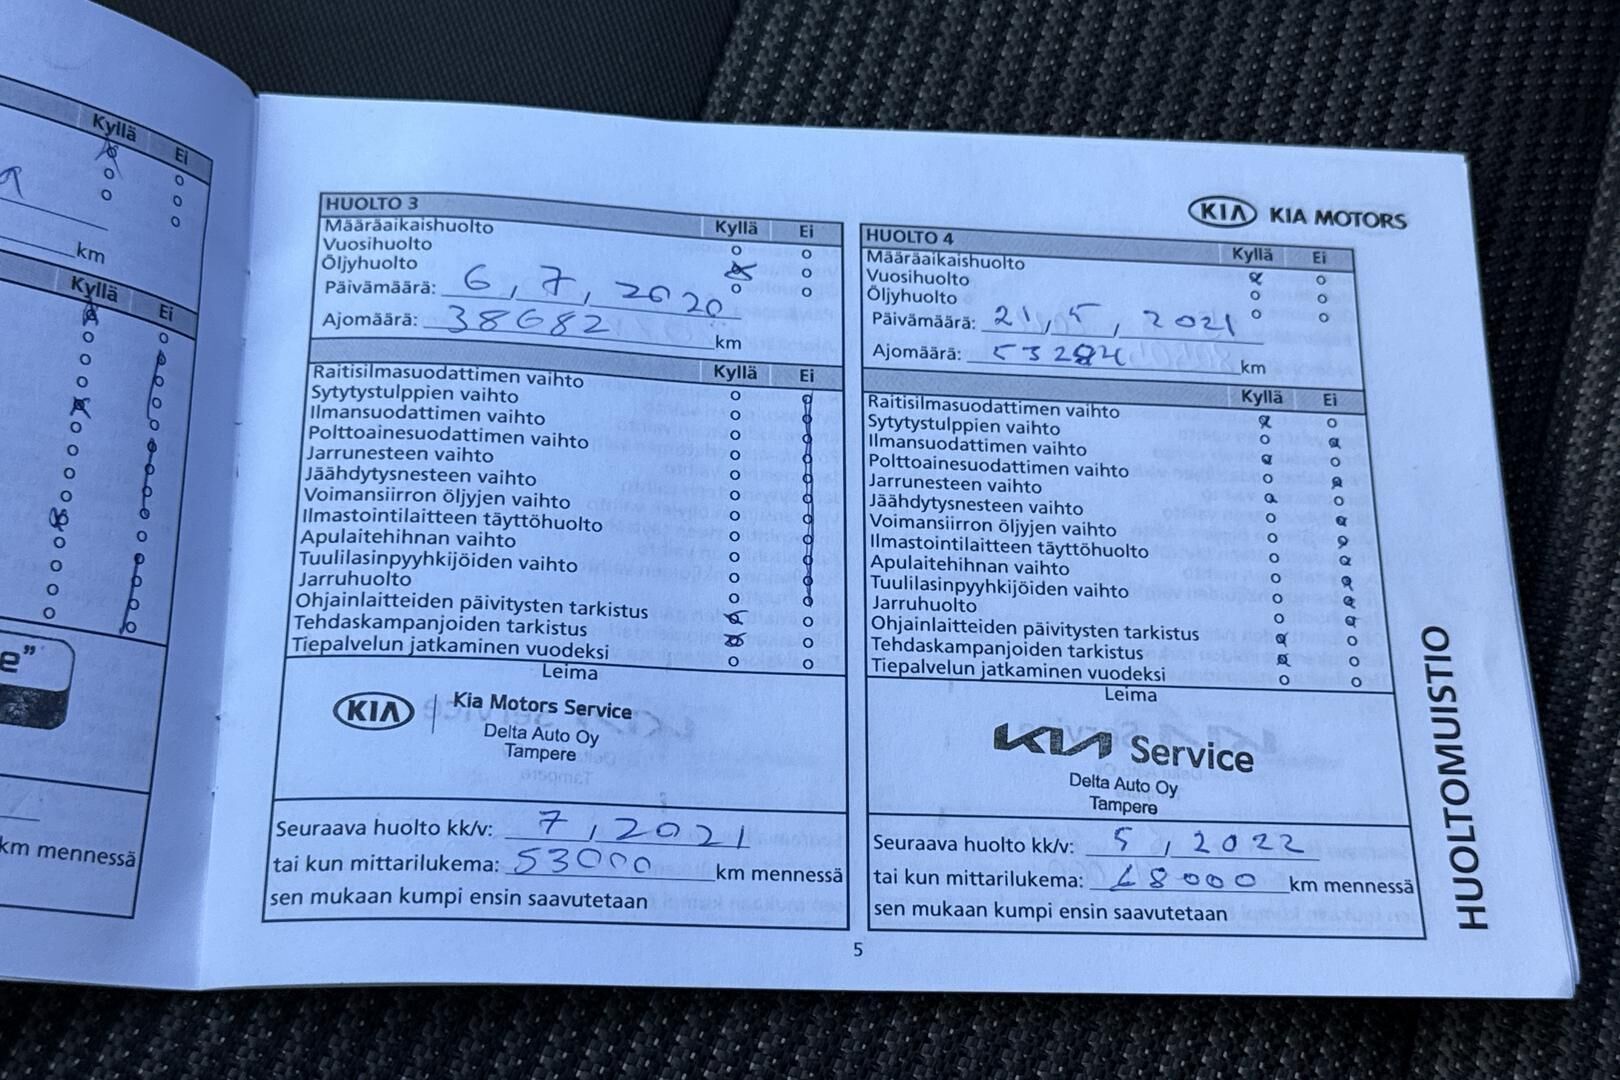 Kyllä Ei
km
Kyllä Ei
e”
km mennessä
KIA KIA MOTORS
HUOLTO 3
Kyllä Ei
Määräaikaishuolto
Vuosihuolto
Öljyhuolto
Päivämäärä: 6, 7, 2020
Ajomäärä: 38682 km
Kyllä Ei
Raitisilmasuodattimen vaihto
Sytytystulppien vaihto
Ilmansuodattimen vaihto
Polttoainesuodattimen vaihto
Jarrunesteen vaihto
Jäähdytysnesteen vaihto
Voimansiirron öljyjen vaihto
Ilmastointilaitteen täyttöhuolto
Apulaitehihnan vaihto
Tuulilasinpyyhkijöiden vaihto
Jarruhuolto
Ohjainlaitteiden päivitysten tarkistus
Tehdaskampanjoiden tarkistus
Tiepalvelun jatkaminen vuodeksi
Leima
KIA Kia Motors Service
Delta Auto Oy
Tampere
Seuraava huolto kk/v: 7, 2021
tai kun mittarilukema: 53000 km mennessä
sen mukaan kumpi ensin saavutetaan
HUOLTO 4
Kyllä Ei
Määräaikaishuolto
Vuosihuolto
Öljyhuolto
Päivämäärä: 21, 5, 2021
Ajomäärä: km
Kyllä Ei
Raitisilmasuodattimen vaihto
Sytytystulppien vaihto
Ilmansuodattimen vaihto
Polttoainesuodattimen vaihto
Jarrunesteen vaihto
Jäähdytysnesteen vaihto
Voimansiirron öljyjen vaihto
Ilmastointilaitteen täyttöhuolto
Apulaitehihnan vaihto
Tuulilasinpyyhkijöiden vaihto
Jarruhuolto
Ohjainlaitteiden päivitysten tarkistus
Tehdaskampanjoiden tarkistus
Tiepalvelun jatkaminen vuodeksi
Leima
KIA Service
Delta Auto Oy
Tampere
Seuraava huolto kk/v: 5, 2022
tai kun mittarilukema: 68000 km mennessä
sen mukaan kumpi ensin saavutetaan
HUOLTOMUISTIO
5